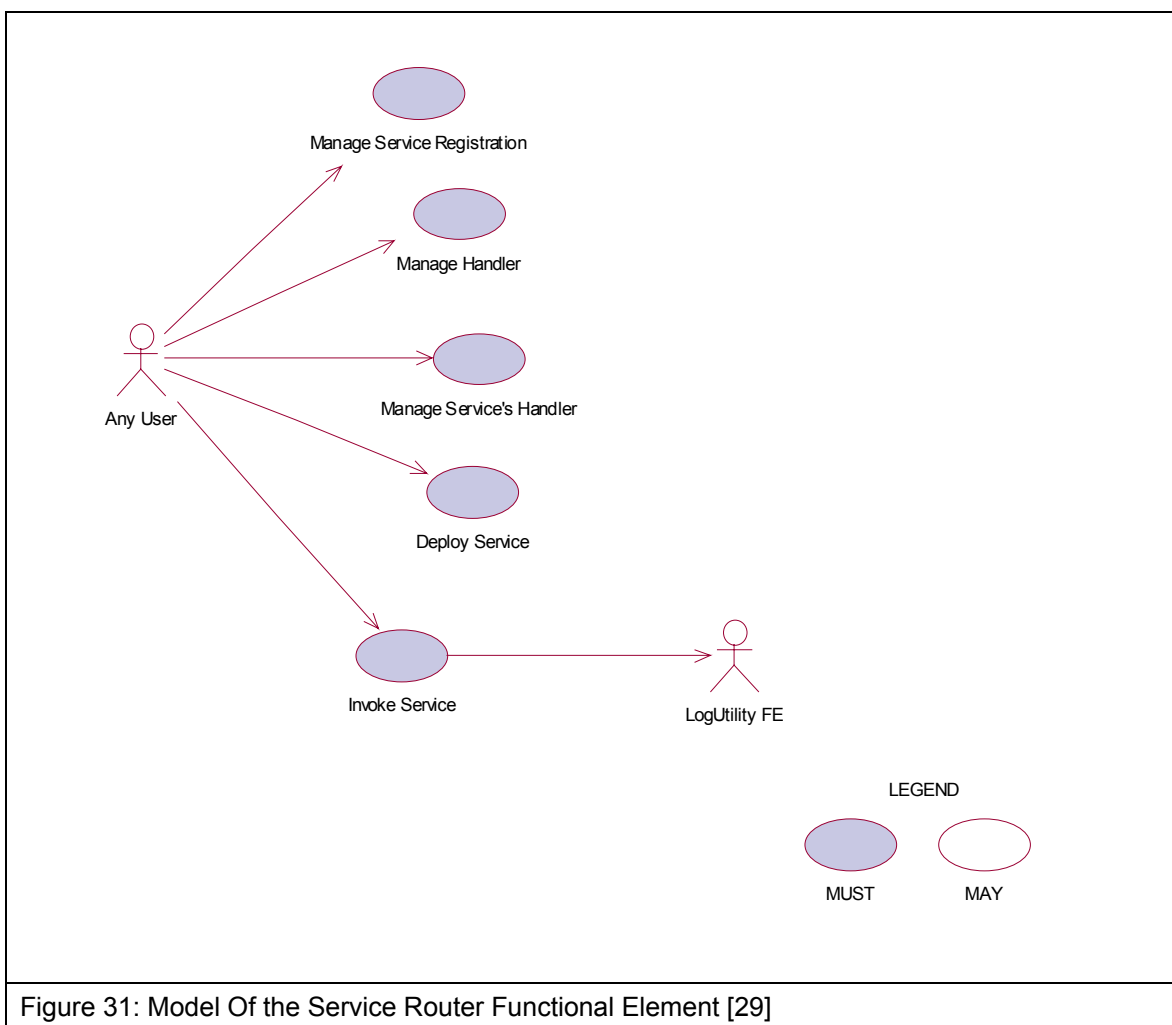 Manage Service Registration
Manage Handler
Manage Service's Handler
Any User
Deploy Service
Invoke Service
LogUtility FE
LEGEND
MUST
MAY
Figure 31: Model Of the Service Router Functional Element [29]